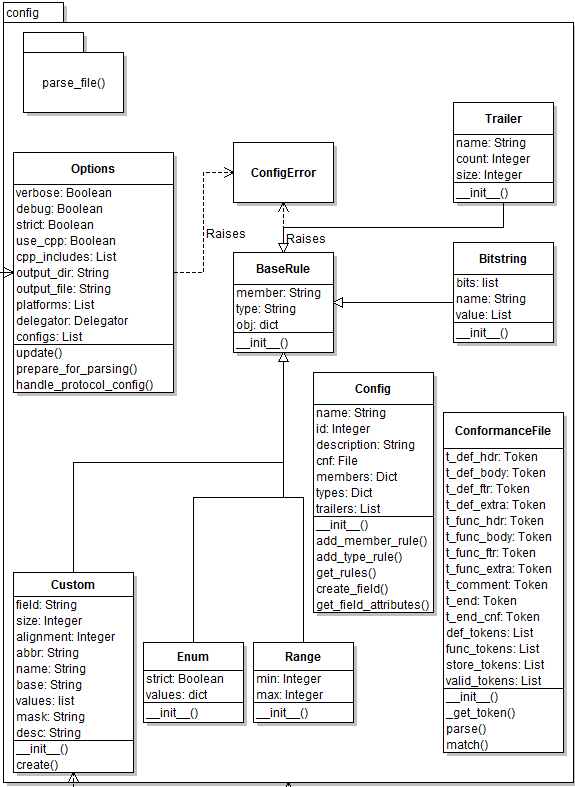 config
parse_file()
Trailer
name: String
count: Integer
size: Integer
__init__()
Options
verbose: Boolean
debug: Boolean
strict: Boolean
use_cpp: Boolean
cpp_includes: List
output_dir: String
output_file: String
platforms: List
delegator: Delegator
configs: List
update()
prepare_for_parsing()
handle_protocol_config()
ConfigError
Raises
Raises
BaseRule
member: String
type: String
obj: dict
__init__()
Bitstring
bits: list
name: String
value: List
__init__()
Config
name: String
id: Integer
description: String
cnf: File
members: Dict
types: Dict
trailers: List
__init__()
add_member_rule()
add_type_rule()
get_rules()
create_field()
get_field_attributes()
ConformanceFile
t_def_hdr: Token
t_def_body: Token
t_def_ftr: Token
t_def_extra: Token
t_func_hdr: Token
t_func_body: Token
t_func_ftr: Token
t_func_extra: Token
t_comment: Token
t_end: Token
t_end_cnf: Token
def_tokens: List
func_tokens: List
store_tokens: List
valid_tokens: List
__init__()
_get_token()
parse()
match()
Custom
field: String
size: Integer
alignment: Integer
abbr: String
name: String
base: String
values: list
mask: String
desc: String
__init__()
create()
Enum
strict: Boolean
values: dict
__init__()
Range
min: Integer
max: Integer
__init__()